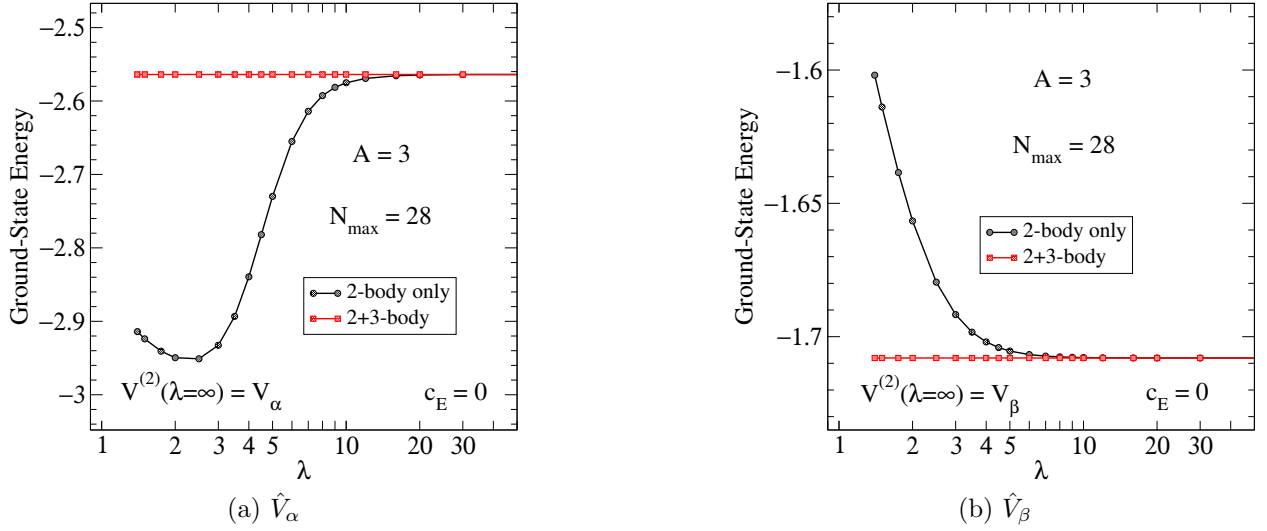 Ground-State Energy
−2.5
−2.6
−2.7
−2.8
−2.9
−3
A = 3
N_max = 28
2-body only
2+3-body
V^(2)(λ=∞) = V_α
c_E = 0
1 2 3 4 5 10 20 30
λ
(a) V̂_α
Ground-State Energy
−1.6
−1.65
−1.7
A = 3
N_max = 28
2-body only
2+3-body
V^(2)(λ=∞) = V_β
c_E = 0
1 2 3 4 5 10 20 30
λ
(b) V̂_β